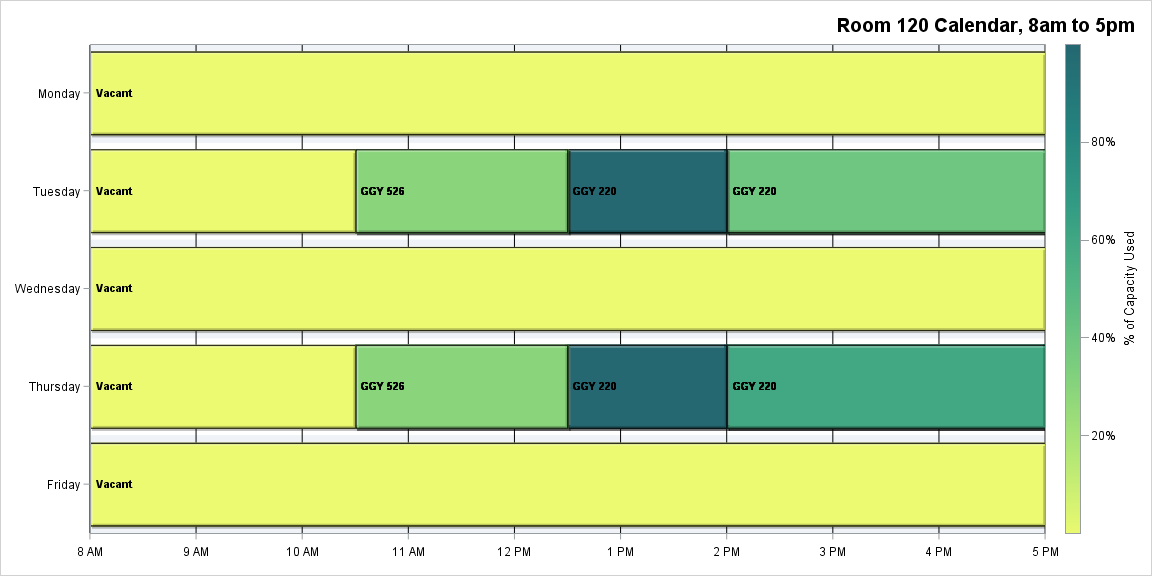 Room 120 Calendar, 8am to 5pm
Monday
Vacant
Tuesday
Vacant
GGY 526
GGY 220
GGY 220
Wednesday
Vacant
Thursday
Vacant
GGY 526
GGY 220
GGY 220
Friday
Vacant
8 AM
9 AM
10 AM
11 AM
12 PM
1 PM
2 PM
3 PM
4 PM
5 PM
80%
60%
40%
20%
% of Capacity Used